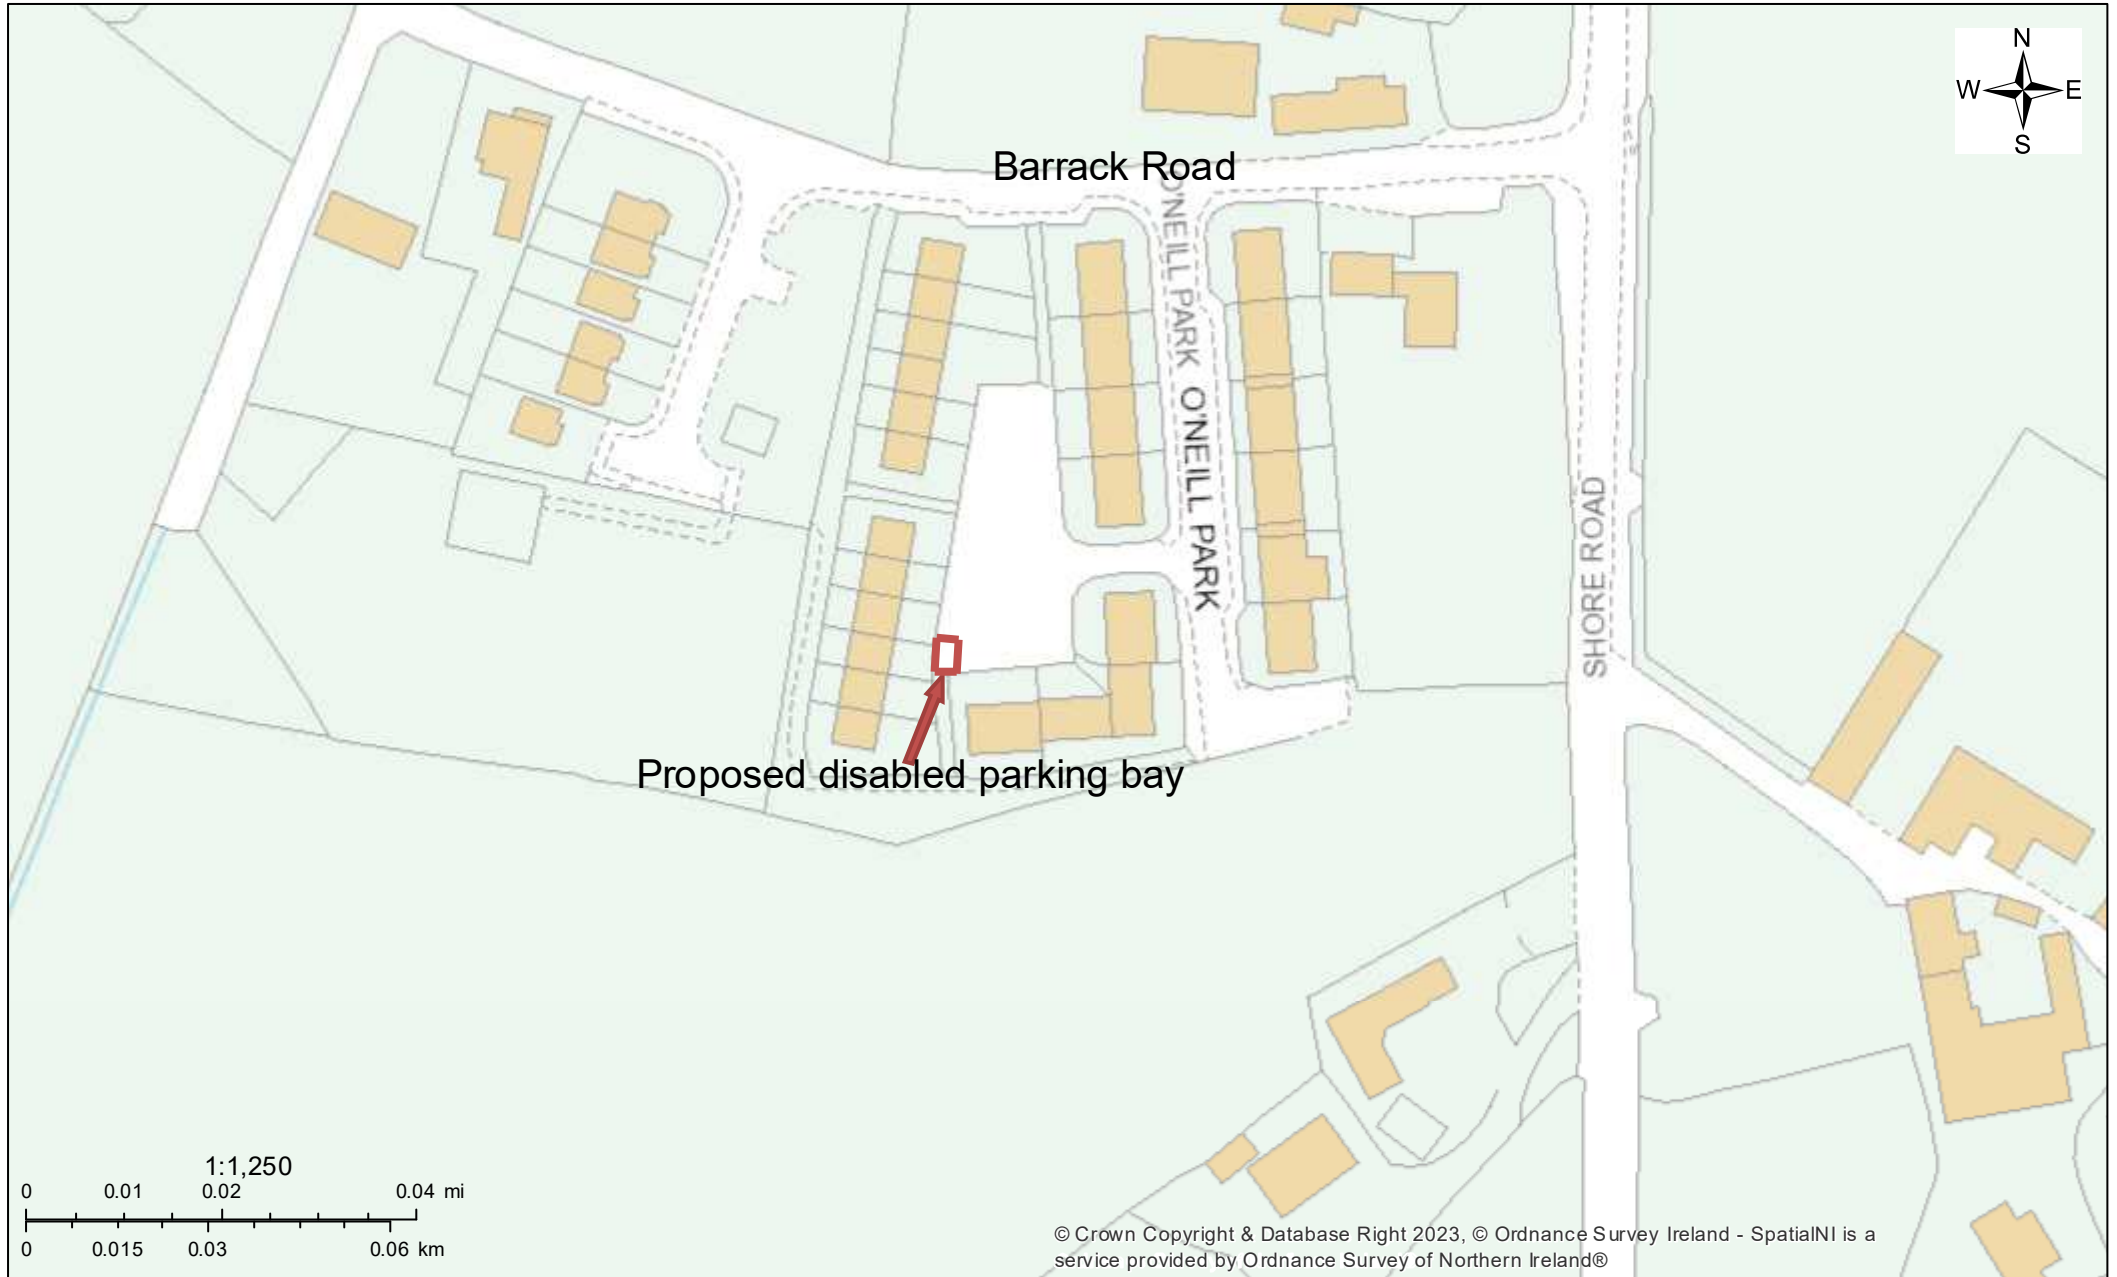 N
W E
S
Barrack Road
O'NEILL PARK
O'NEILL PARK
SHORE ROAD
Proposed disabled parking bay
1:1,250
0 0.01 0.02 0.04 mi
0 0.015 0.03 0.06 km
© Crown Copyright & Database Right 2023, © Ordnance Survey Ireland - SpatialNI is a
service provided by Ordnance Survey of Northern Ireland®